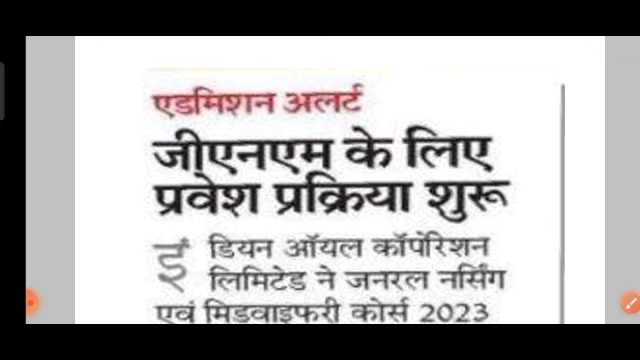 एडमिशन अलर्ट
जीएनएम के लिए
प्रवेश प्रक्रिया शुरू
इंडियन ऑयल कॉर्पोरेशन
लिमिटेड ने जनरल नर्सिंग
एवं मिडवाइफरी कोर्स 2023